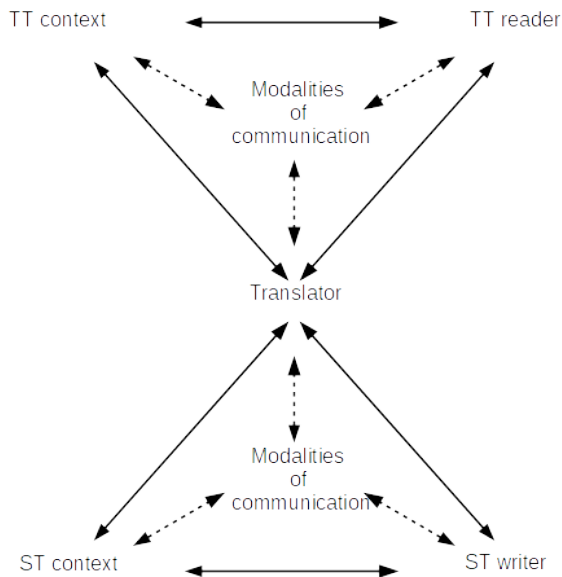 TT context
TT reader
Modalities
of
communication
Translator
Modalities
of
communication
ST context
ST writer